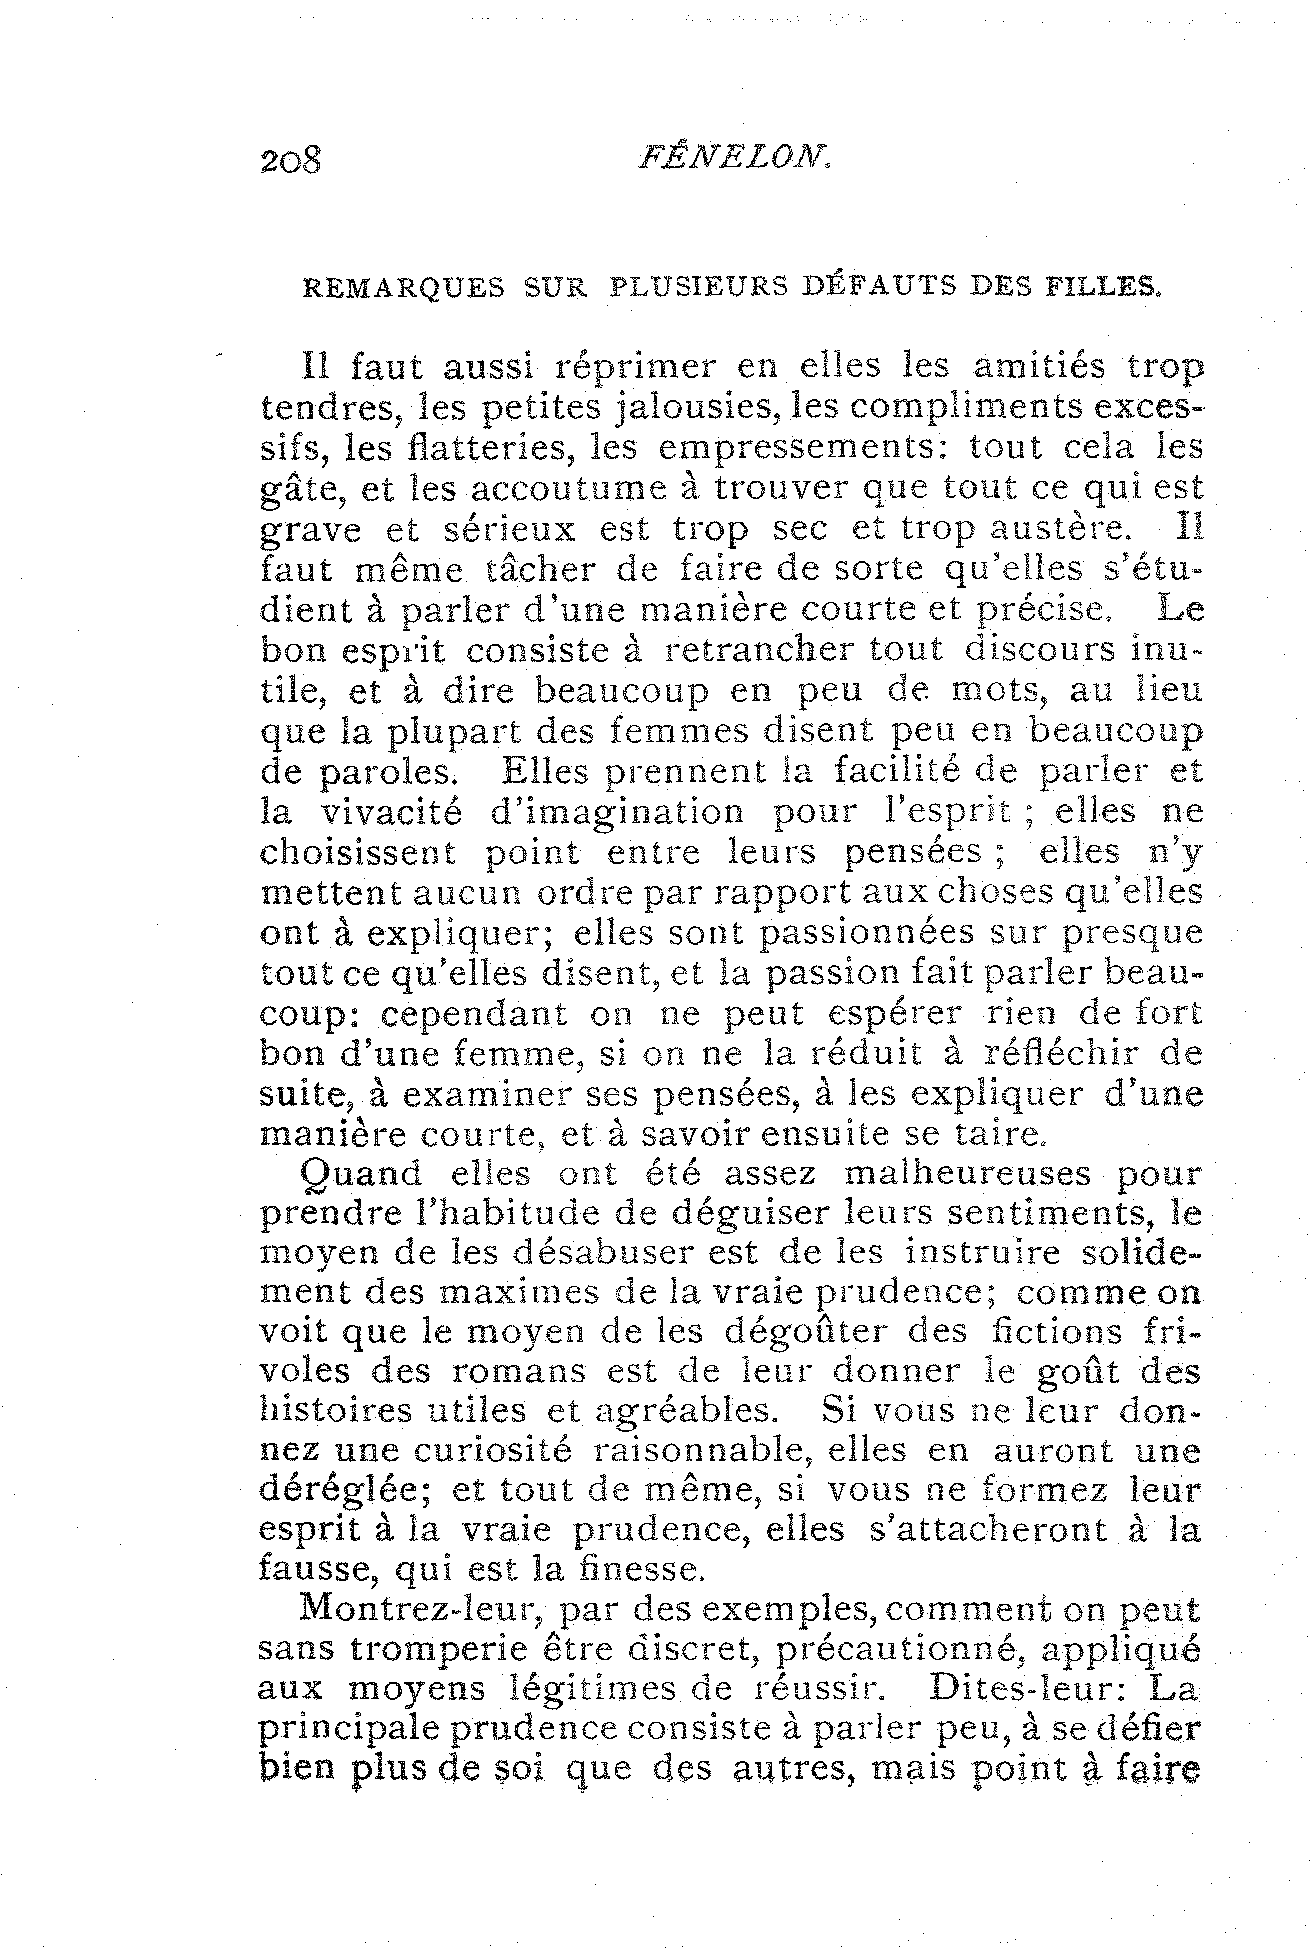 208
FÊNELON.
REMARQUES SUR PLUSIEURS DÉFAUTS DES FILLES.
Il faut aussi réprimer en elles les amitiés trop
tendres, les petites jalousies, les compliments exces-
sifs, les flatteries, les empressements: tout cela les
gâte, et les accoutume à trouver que tout ce qui est
grave et sérieux est trop sec et trop austère. Il
faut même tâcher de faire de sorte qu'elles s'étu-
dient à parler d'une manière courte et précise. Le
bon esprit consiste à retrancher tout discours inu-
tile, et à dire beaucoup en peu de mots, au lieu
que la plupart des femmes disent peu en beaucoup
de paroles. Elles prennent la facilité de parler et
la vivacité d'imagination pour l'esprit ; elles ne
choisissent point entre leurs pensées ; elles n'y
mettent aucun ordre par rapport aux choses qu'elles
ont à expliquer; elles sont passionnées sur presque
tout ce qu'elles disent, et la passion fait parler beau-
coup: cependant on ne peut espérer rien de fort
bon d'une femme, si on ne la réduit à réfléchir de
suite, à examiner ses pensées, à les expliquer d'une
manière courte, et à savoir ensuite se taire.
Quand elles ont été assez malheureuses pour
prendre l'habitude de déguiser leurs sentiments, le
moyen de les désabuser est de les instruire solide-
ment des maximes de la vraie prudence; comme on
voit que le moyen de les dégoûter des fictions fri-
voles des romans est de leur donner le goût des
histoires utiles et agréables. Si vous ne leur don-
nez une curiosité raisonnable, elles en auront une
déréglée; et tout de même, si vous ne formez leur
esprit à la vraie prudence, elles s'attacheront à la
fausse, qui est la finesse.
Montrez-leur, par des exemples, comment on peut
sans tromperie être discret, précautionné, appliqué
aux moyens légitimes de réussir. Dites-leur: La
principale prudence consiste à parler peu, à se défier
bien plus de soi que des autres, mais point à faire